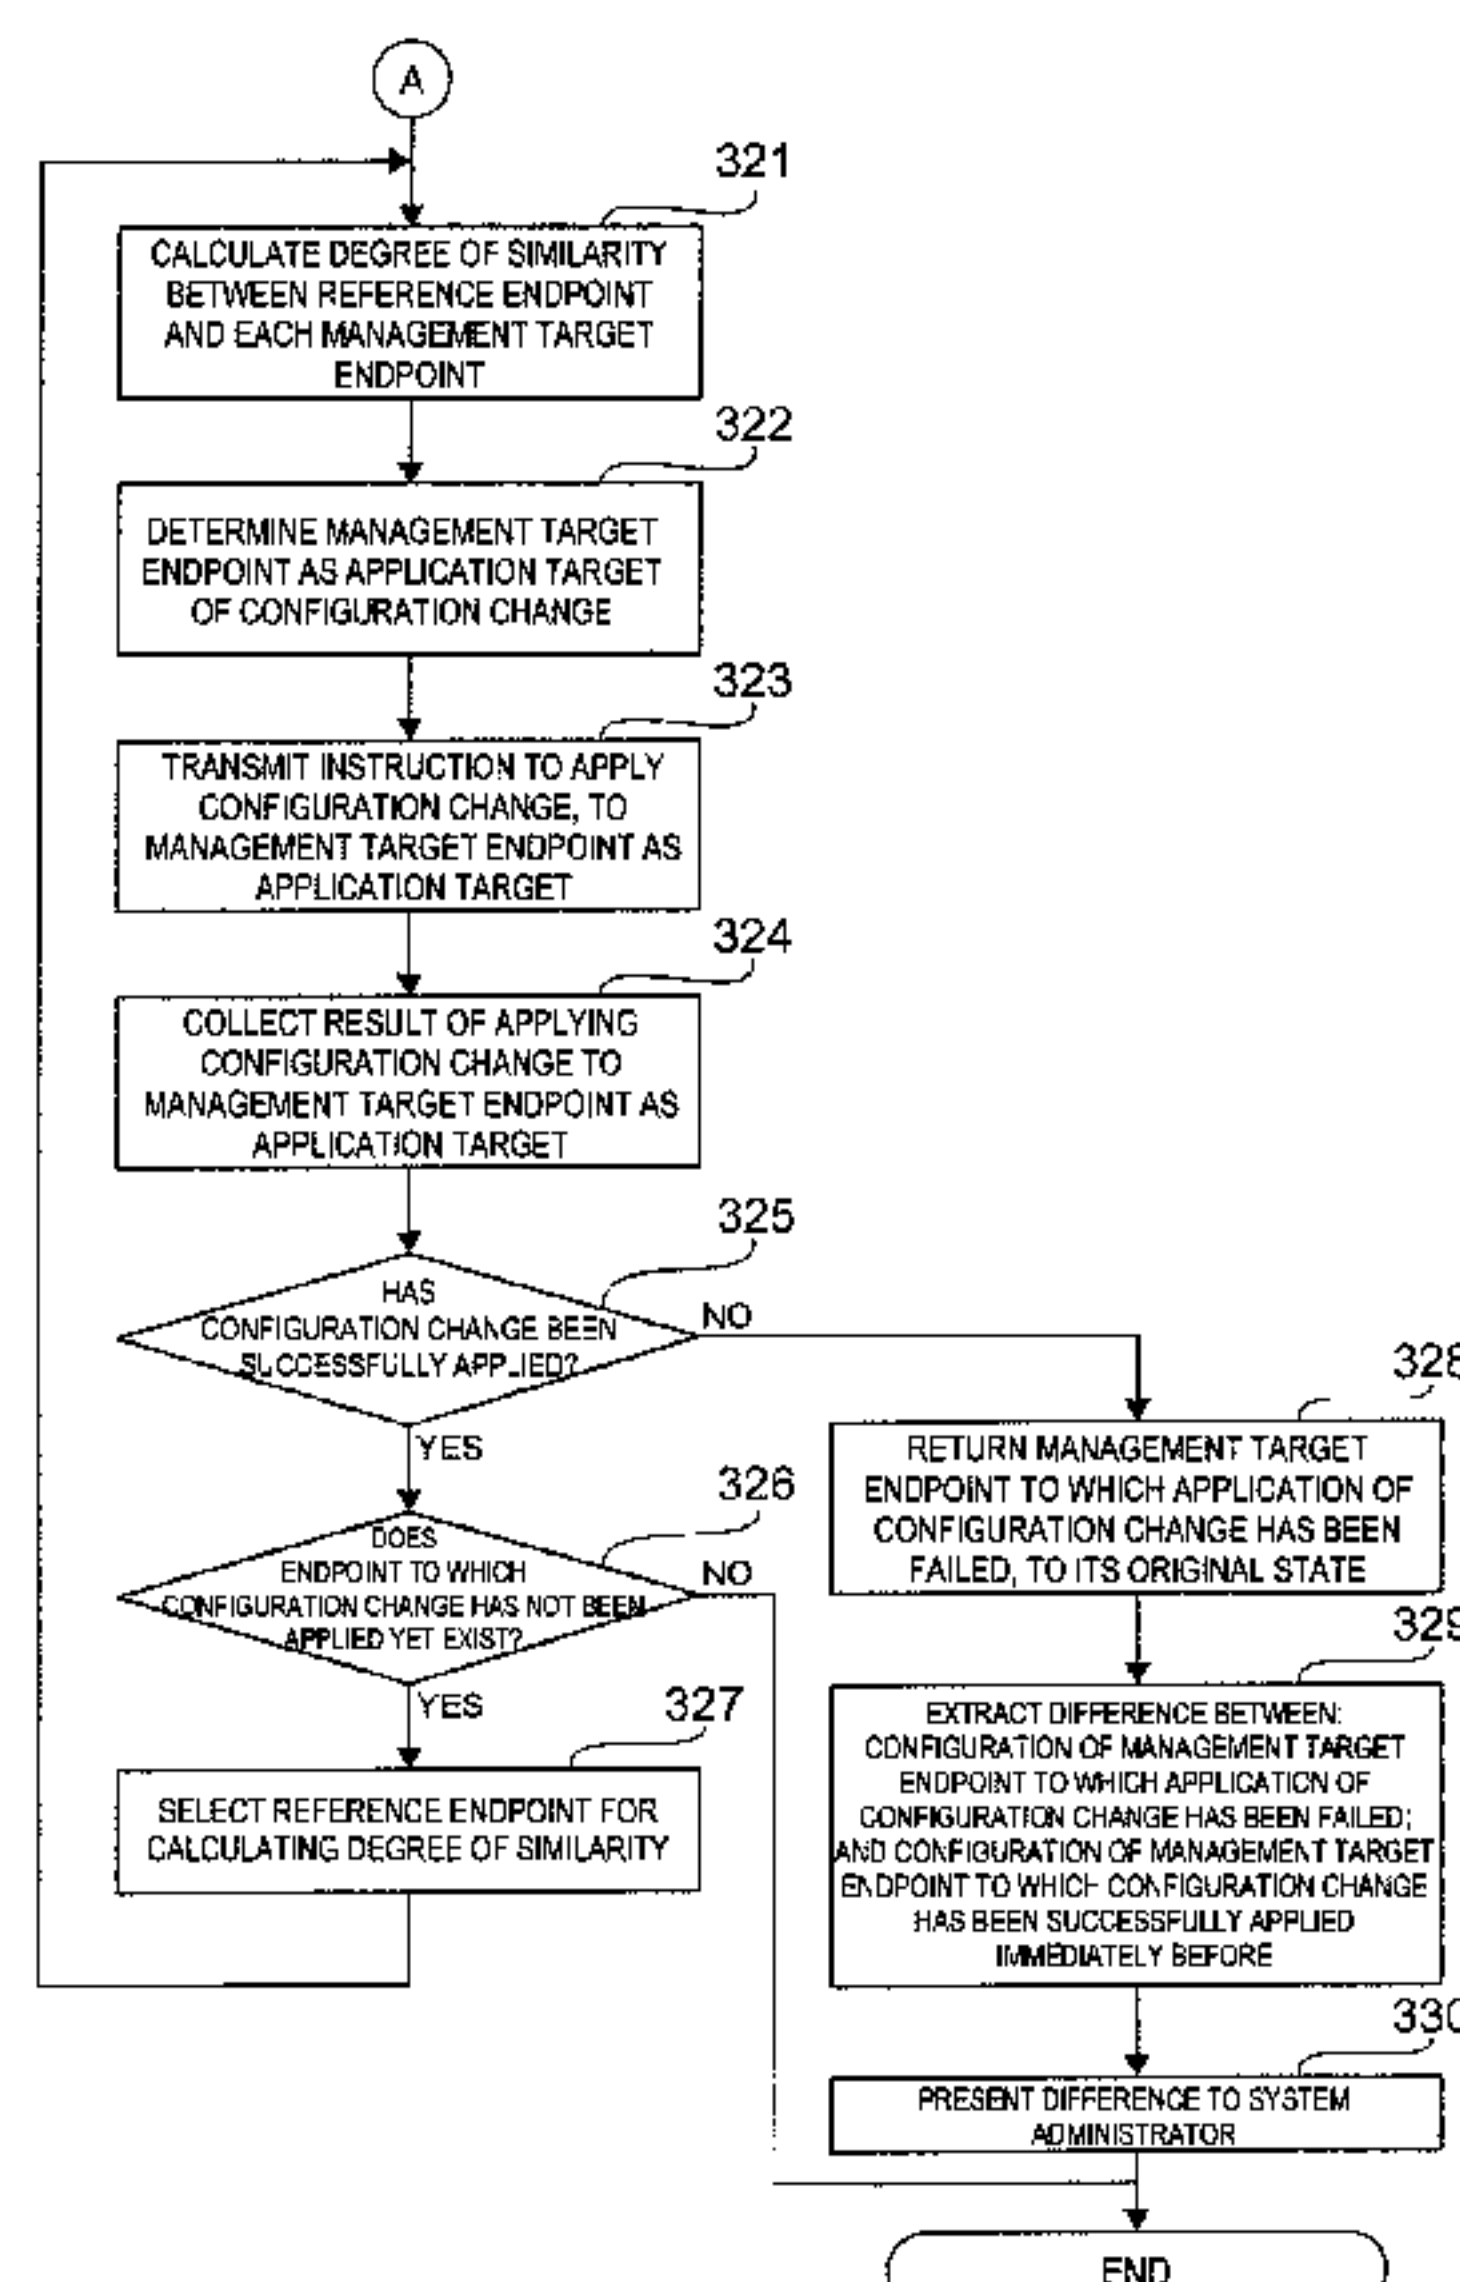 A
321
CALCULATE DEGREE OF SIMILARITY
BETWEEN REFERENCE ENDPOINT
AND EACH MANAGEMENT TARGET
ENDPOINT
322
DETERMINE MANAGEMENT TARGET
ENDPOINT AS APPLICATION TARGET
OF CONFIGURATION CHANGE
323
TRANSMIT INSTRUCTION TO APPLY
CONFIGURATION CHANGE, TO
MANAGEMENT TARGET ENDPOINT AS
APPLICATION TARGET
324
COLLECT RESULT OF APPLYING
CONFIGURATION CHANGE TO
MANAGEMENT TARGET ENDPOINT AS
APPLICATION TARGET
325
HAS
CONFIGURATION CHANGE BEEN
SUCCESSFULLY APPLIED?
NO
YES
326
DOES
ENDPOINT TO WHICH
CONFIGURATION CHANGE HAS NOT BEEN
APPLIED YET EXIST?
NO
YES
327
SELECT REFERENCE ENDPOINT FOR
CALCULATING DEGREE OF SIMILARITY
328
RETURN MANAGEMENT TARGET
ENDPOINT TO WHICH APPLICATION OF
CONFIGURATION CHANGE HAS BEEN
FAILED, TO ITS ORIGINAL STATE
329
EXTRACT DIFFERENCE BETWEEN:
CONFIGURATION OF MANAGEMENT TARGET
ENDPOINT TO WHICH APPLICATION OF
CONFIGURATION CHANGE HAS BEEN FAILED;
AND CONFIGURATION OF MANAGEMENT TARGET
ENDPOINT TO WHICH CONFIGURATION CHANGE
HAS BEEN SUCCESSFULLY APPLIED
IMMEDIATELY BEFORE
330
PRESENT DIFFERENCE TO SYSTEM
ADMINISTRATOR
END